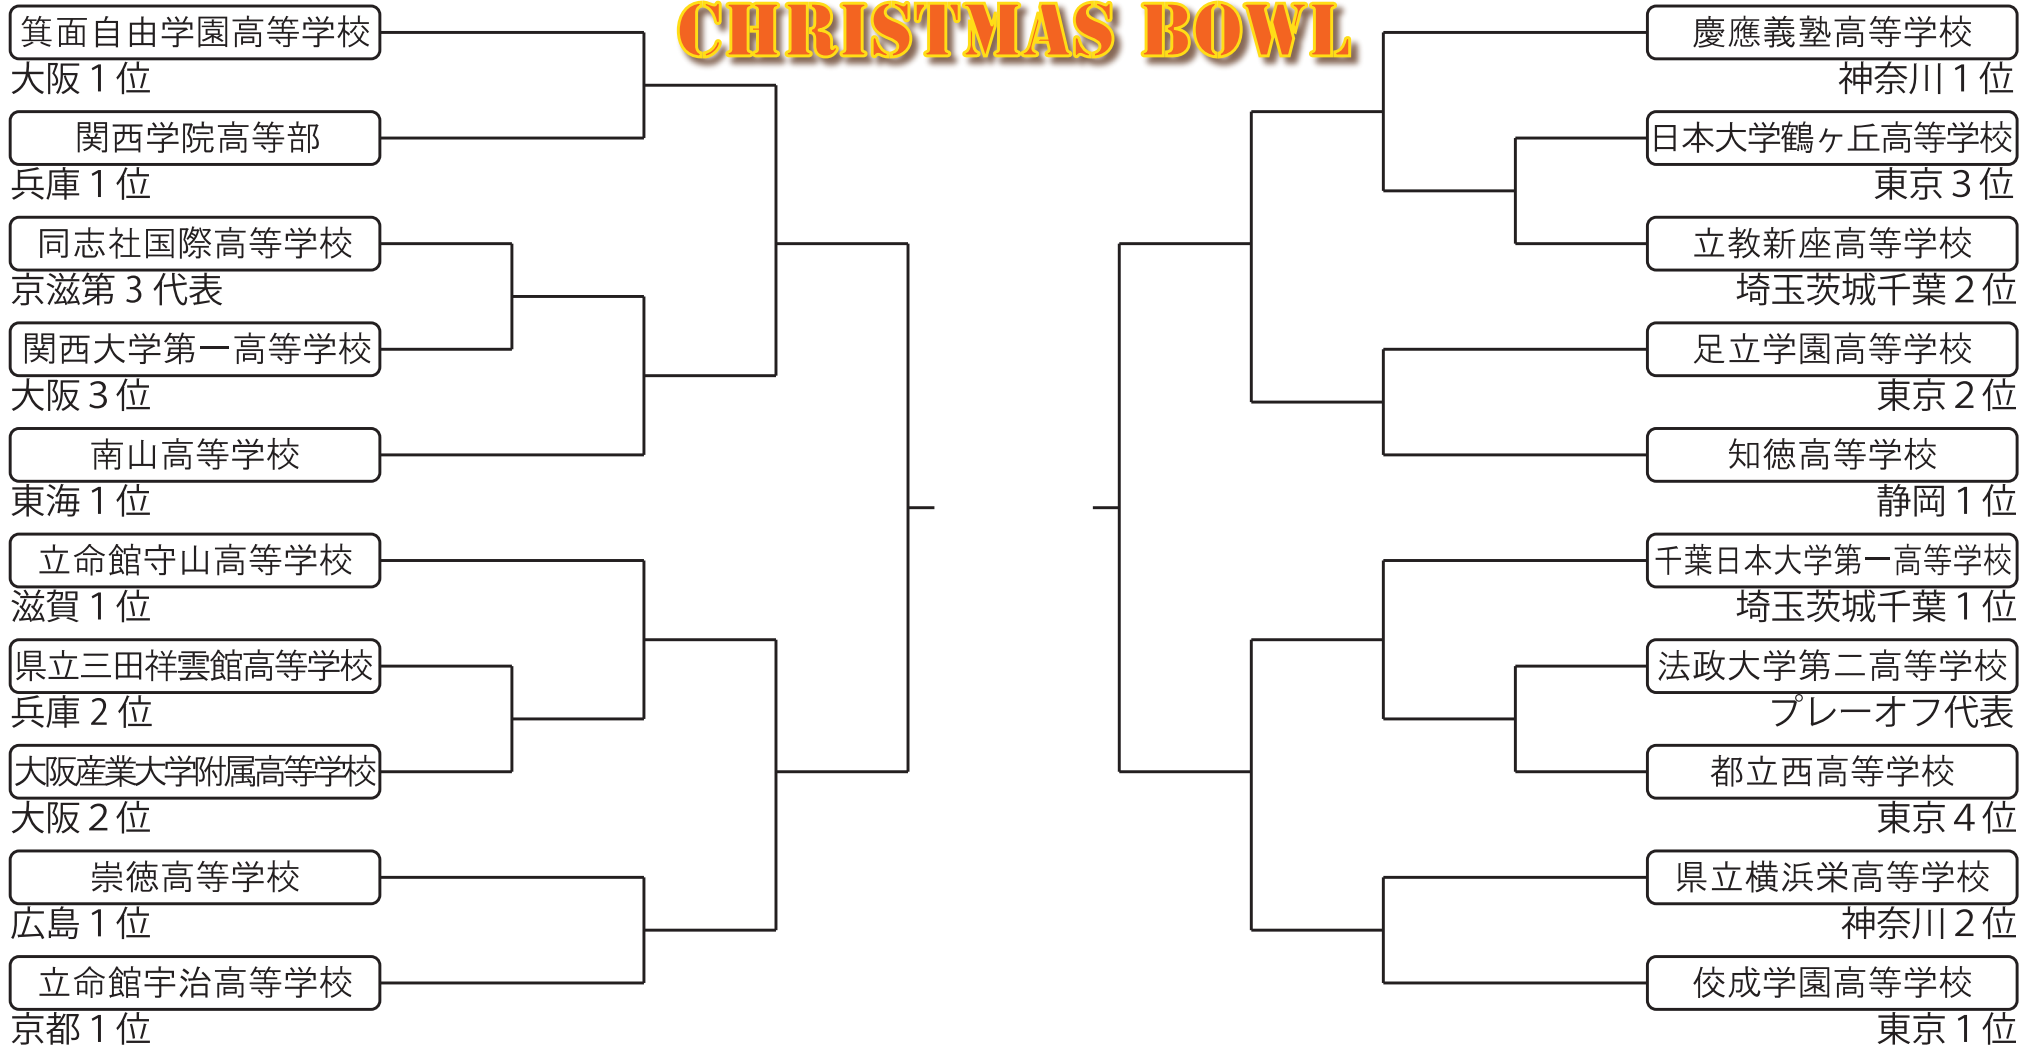 CHRISTMAS BOWL
箕面自由学園高等学校
大阪１位
関西学院高等部
兵庫１位
同志社国際高等学校
京滋第３代表
関西大学第一高等学校
大阪３位
南山高等学校
東海１位
立命館守山高等学校
滋賀１位
県立三田祥雲館高等学校
兵庫２位
大阪産業大学附属高等学校
大阪２位
崇徳高等学校
広島１位
立命館宇治高等学校
京都１位
慶應義塾高等学校
神奈川１位
日本大学鶴ヶ丘高等学校
東京３位
立教新座高等学校
埼玉茨城千葉２位
足立学園高等学校
東京２位
知徳高等学校
静岡１位
千葉日本大学第一高等学校
埼玉茨城千葉１位
法政大学第二高等学校
プレーオフ代表
都立西高等学校
東京４位
県立横浜栄高等学校
神奈川２位
佼成学園高等学校
東京１位